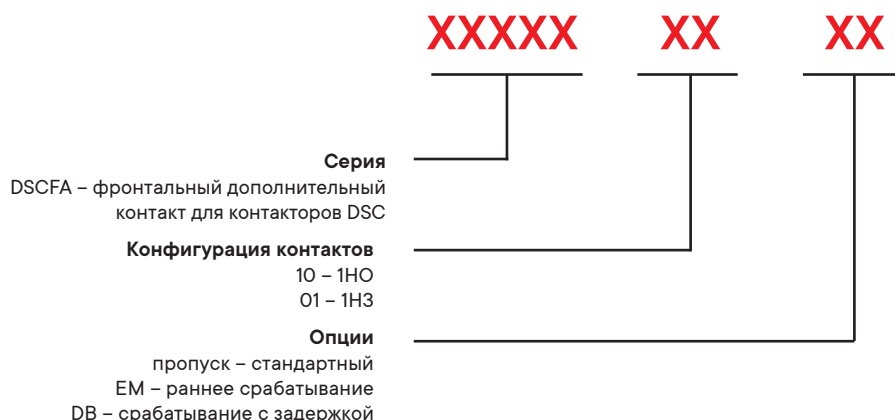 XXXXX XX XX
Серия
DSCFA – фронтальный дополнительный
контакт для контакторов DSC
Конфигурация контактов
10 – 1НО
01 – 1НЗ
Опции
пропуск – стандартный
EM – раннее срабатывание
DB – срабатывание с задержкой